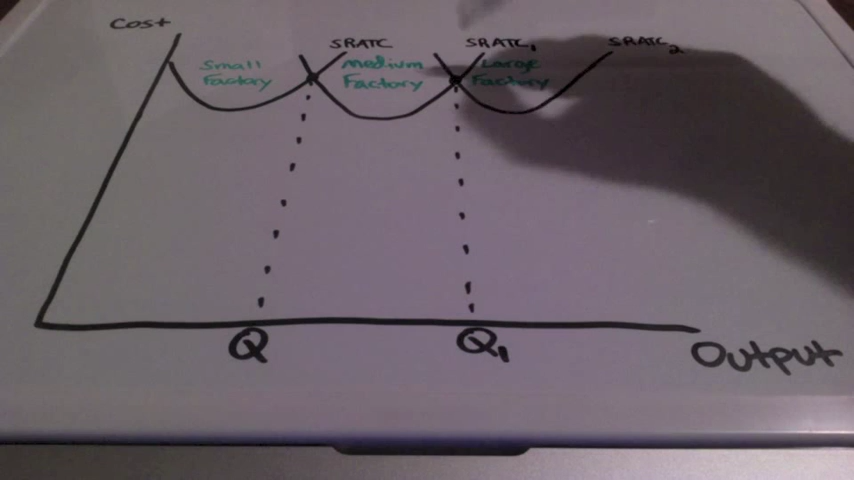 Cost
SRATC
SRATC1
SRATC2
Small
Factory
medium
Factory
Large
Factory
Q
Q1
Output